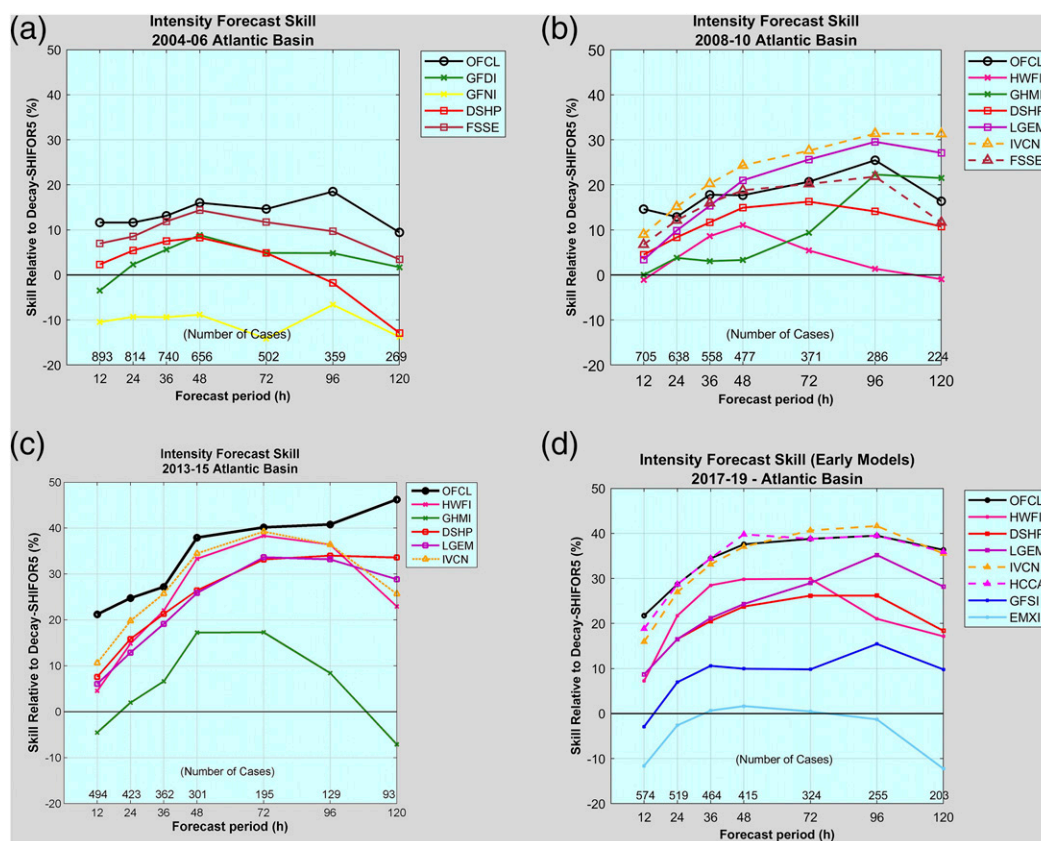 (a)
Intensity Forecast Skill
2004-06 Atlantic Basin
Skill Relative to Decay-SHIFOR5 (%)
50
40
30
20
10
0
-10
-20
(Number of Cases)
893 814 740 656 502 359 269
12 24 36 48 72 96 120
Forecast period (h)
OFCL
GFDI
GFNI
DSHP
FSSE
(b)
Intensity Forecast Skill
2008-10 Atlantic Basin
Skill Relative to Decay-SHIFOR5 (%)
50
40
30
20
10
0
-10
-20
(Number of Cases)
705 638 558 477 371 286 224
12 24 36 48 72 96 120
Forecast period (h)
OFCL
HWFI
GHMI
DSHP
LGEM
IVCN
FSSE
(c)
Intensity Forecast Skill
2013-15 Atlantic Basin
Skill Relative to Decay-SHIFOR5 (%)
50
40
30
20
10
0
-10
-20
(Number of Cases)
494 423 362 301 195 129 93
12 24 36 48 72 96 120
Forecast period (h)
OFCL
HWFI
GHMI
DSHP
LGEM
IVCN
(d)
Intensity Forecast Skill (Early Models)
2017-19 - Atlantic Basin
Skill Relative to Decay-SHIFOR5 (%)
50
40
30
20
10
0
-10
-20
(Number of Cases)
574 519 464 415 324 255 203
12 24 36 48 72 96 120
Forecast period (h)
OFCL
HWFI
DSHP
LGEM
IVCN
HCCA
GFSI
EMXI